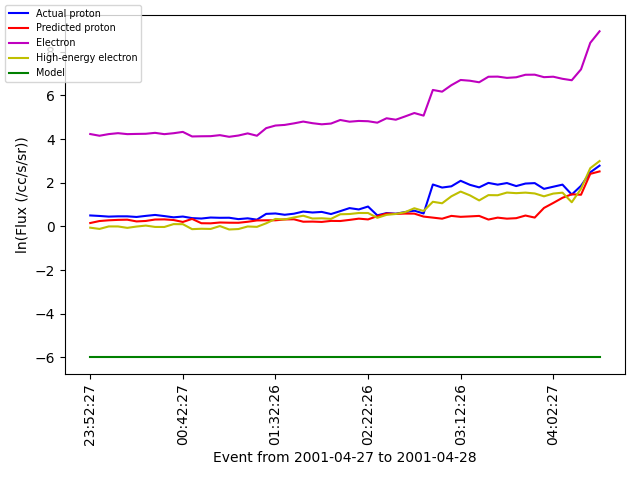 Actual proton
Predicted proton
Electron
High-energy electron
Model
8
6
4
2
0
−2
−4
−6
ln(Flux (/cc/s/sr))
23:52:27
00:42:27
01:32:26
02:22:26
03:12:26
04:02:27
Event from 2001-04-27 to 2001-04-28